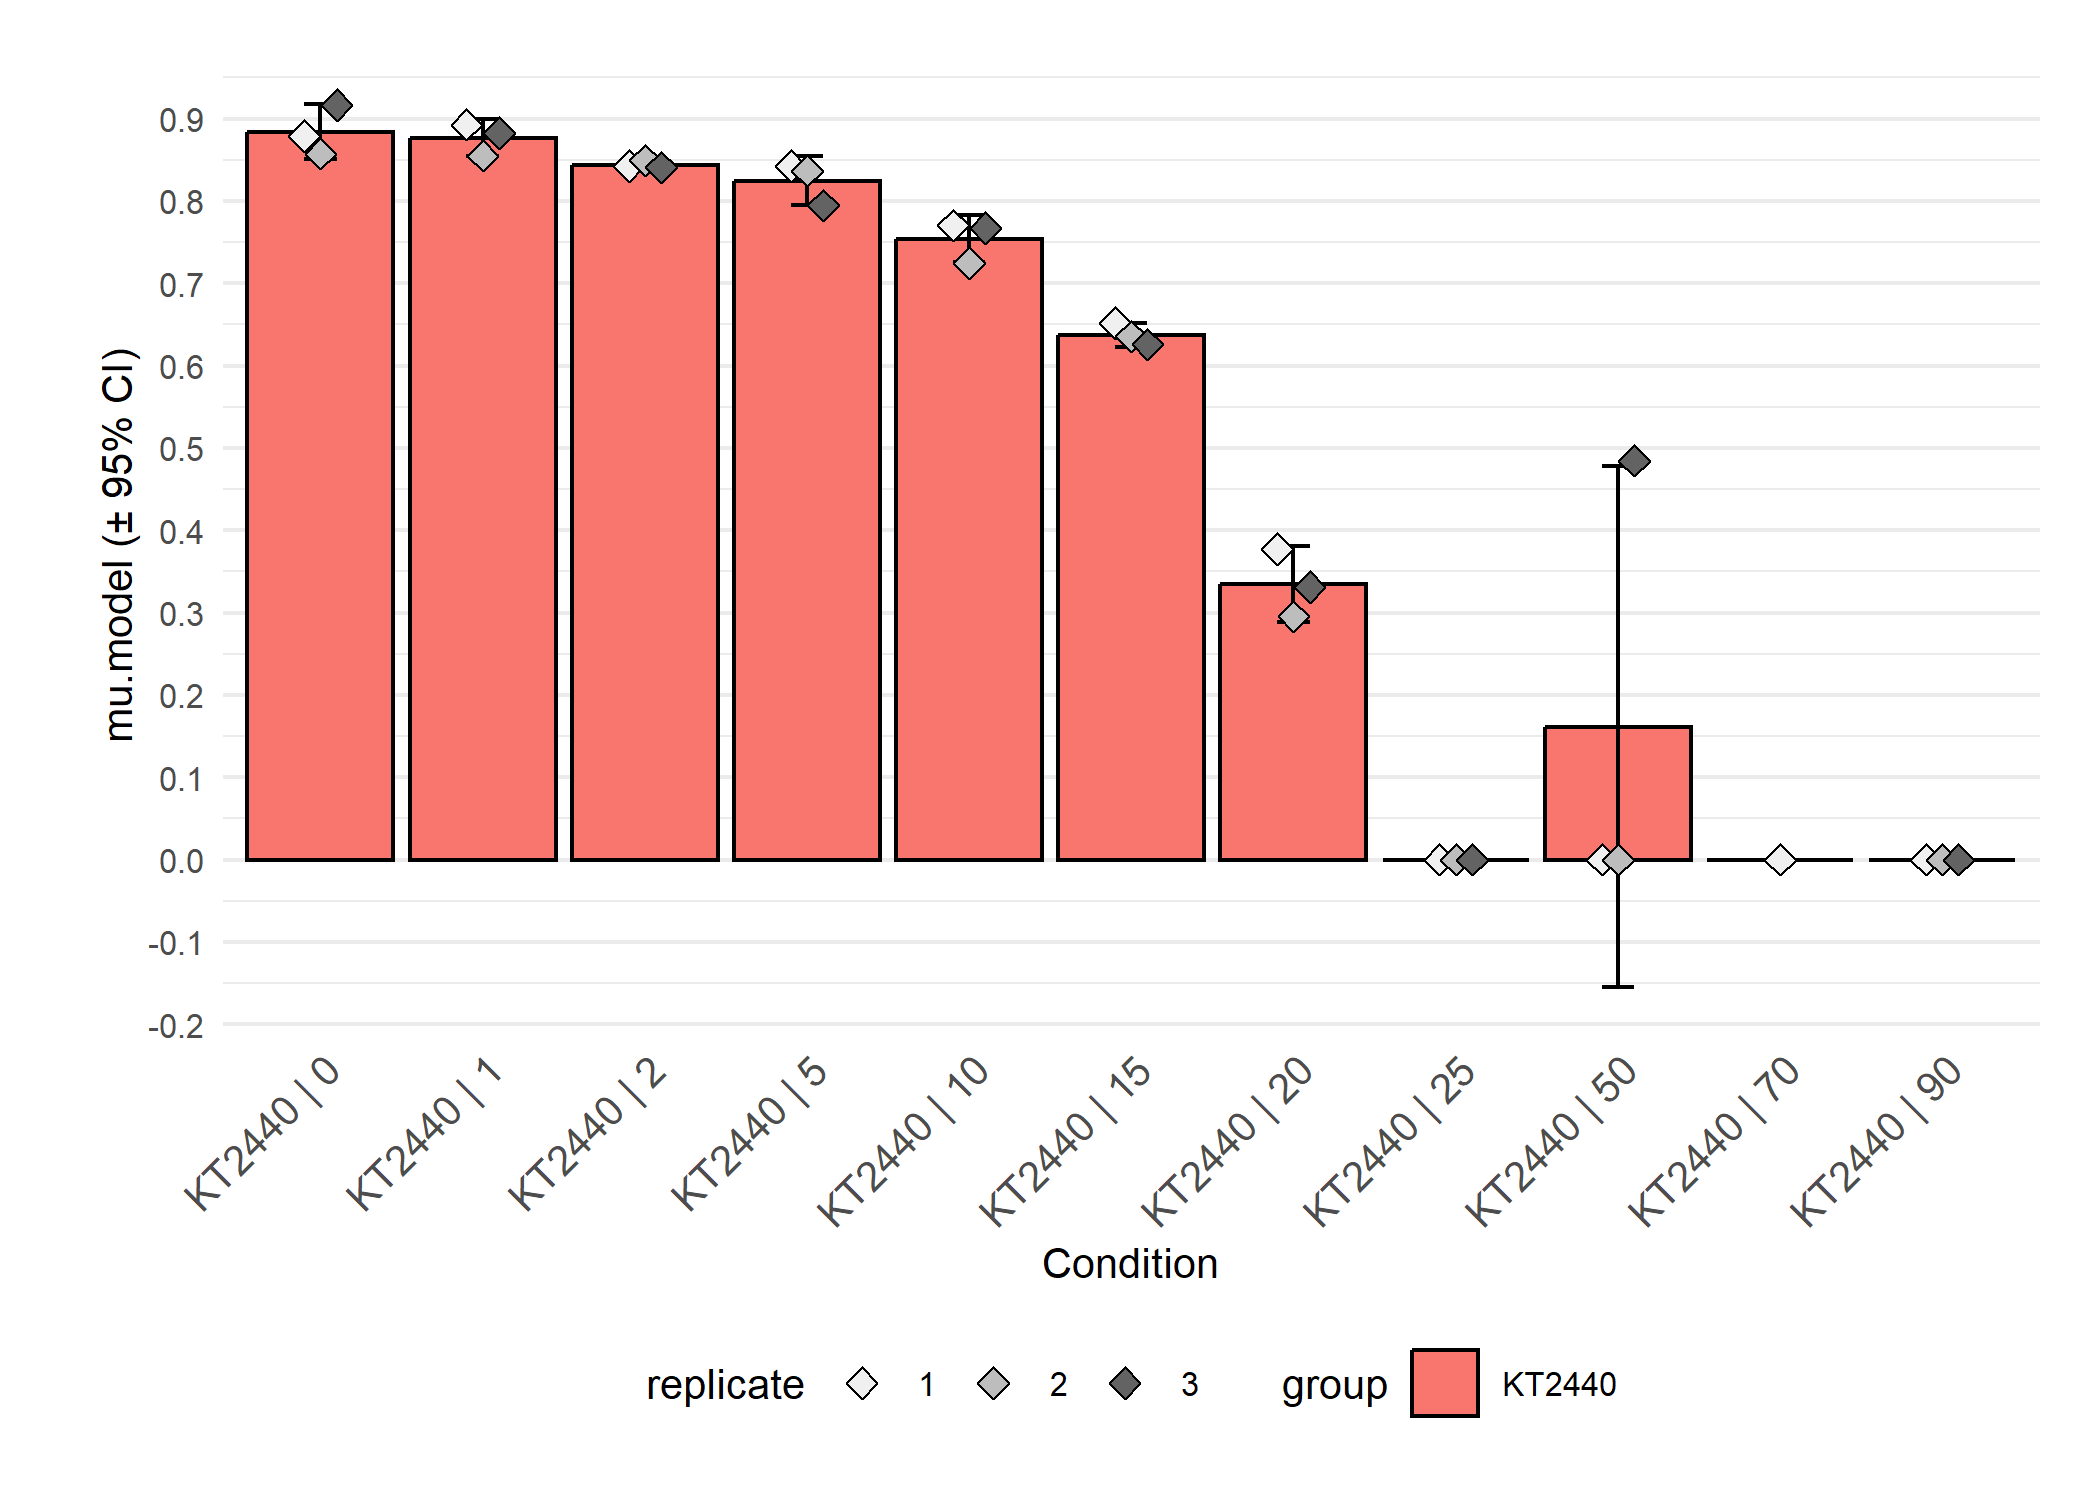 mu.model (± 95% CI)
0.9
0.8
0.7
0.6
0.5
0.4
0.3
0.2
0.1
0.0
-0.1
-0.2
KT2440 | 0
KT2440 | 1
KT2440 | 2
KT2440 | 5
KT2440 | 10
KT2440 | 15
KT2440 | 20
KT2440 | 25
KT2440 | 50
KT2440 | 70
KT2440 | 90
Condition
replicate 1 2 3 group KT2440